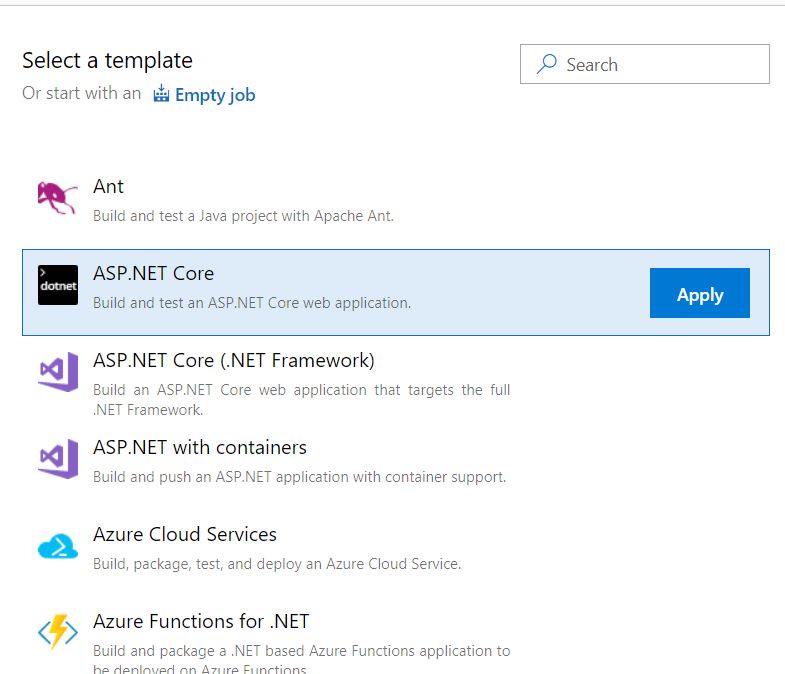 Select a template
Search
Or start with an Empty job
Ant
Build and test a Java project with Apache Ant.
dotnet
ASP.NET Core
Build and test an ASP.NET Core web application.
Apply
ASP.NET Core (.NET Framework)
Build an ASP.NET Core web application that targets the full
.NET Framework.
ASP.NET with containers
Build and push an ASP.NET application with container support.
Azure Cloud Services
Build, package, test, and deploy an Azure Cloud Service.
Azure Functions for .NET
Build and package a .NET based Azure Functions application to
be deployed on Azure Functions.